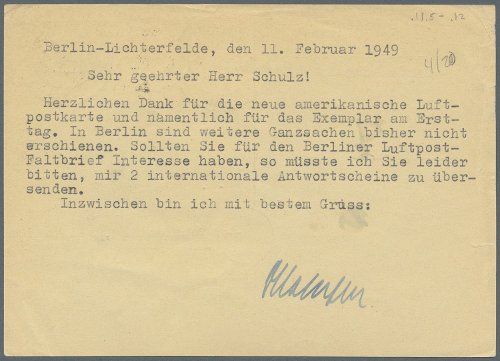 .11.5-.12
4/20
Berlin-Lichterfelde, den 11. Februar 1949
Sehr geehrter Herr Schulz!
Herzlichen Dank für die neue amerikanische Luft-
postkarte und namentlich für das Exemplar am Erst-
tag. In Berlin sind weitere Ganzsachen bisher nicht
erschienen. Sollten Sie für den Berliner Luftpost-
Faltbrief Interesse haben, so müsste ich Sie leider
bitten, mir 2 internationale Antwortscheine zu über-
senden.
Inzwischen bin ich mit bestem Gruss: